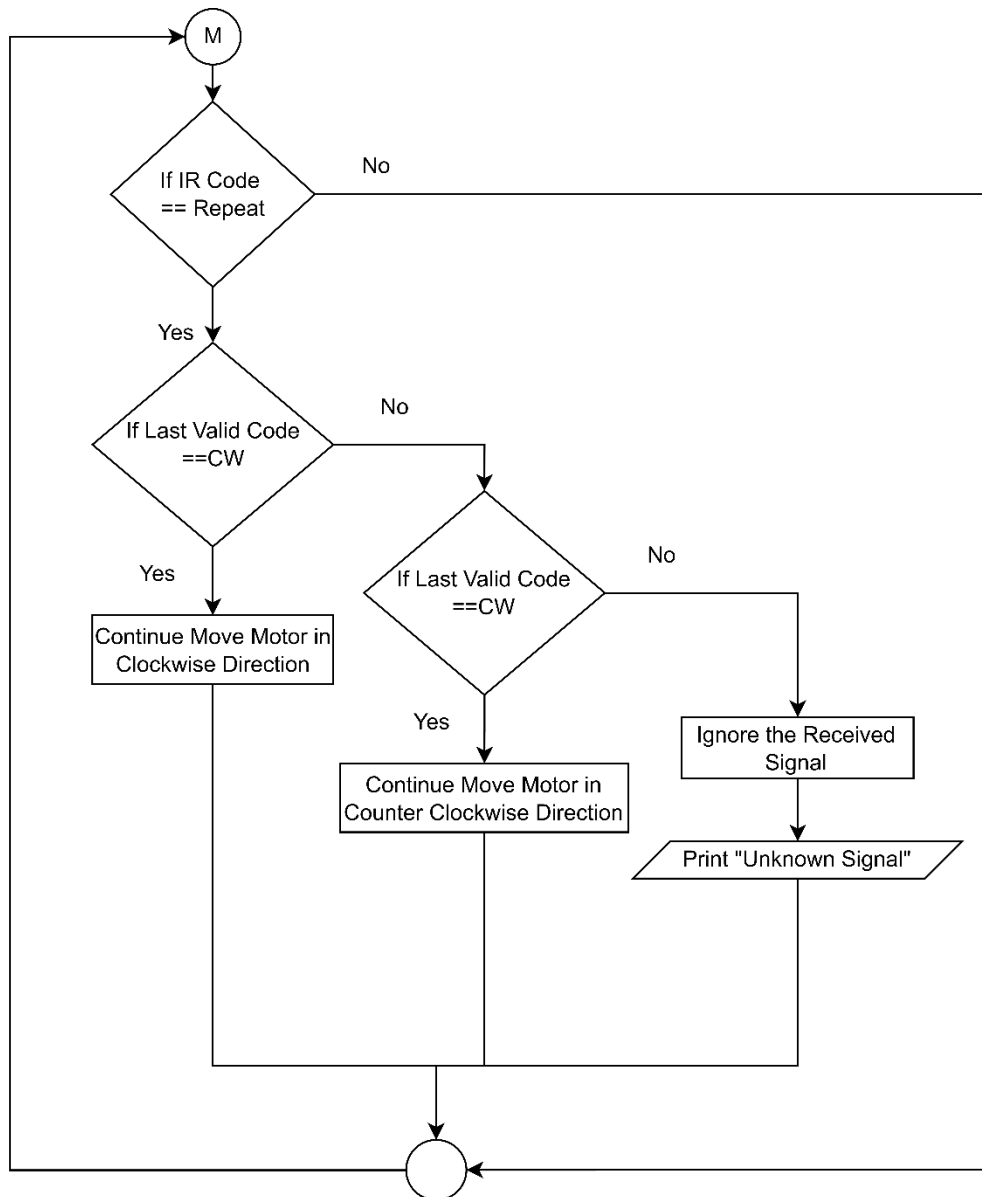 M
If IR Code
== Repeat
No
Yes
If Last Valid Code
==CW
No
Yes
Continue Move Motor in
Clockwise Direction
If Last Valid Code
==CW
No
Yes
Continue Move Motor in
Counter Clockwise Direction
Ignore the Received
Signal
Print "Unknown Signal"